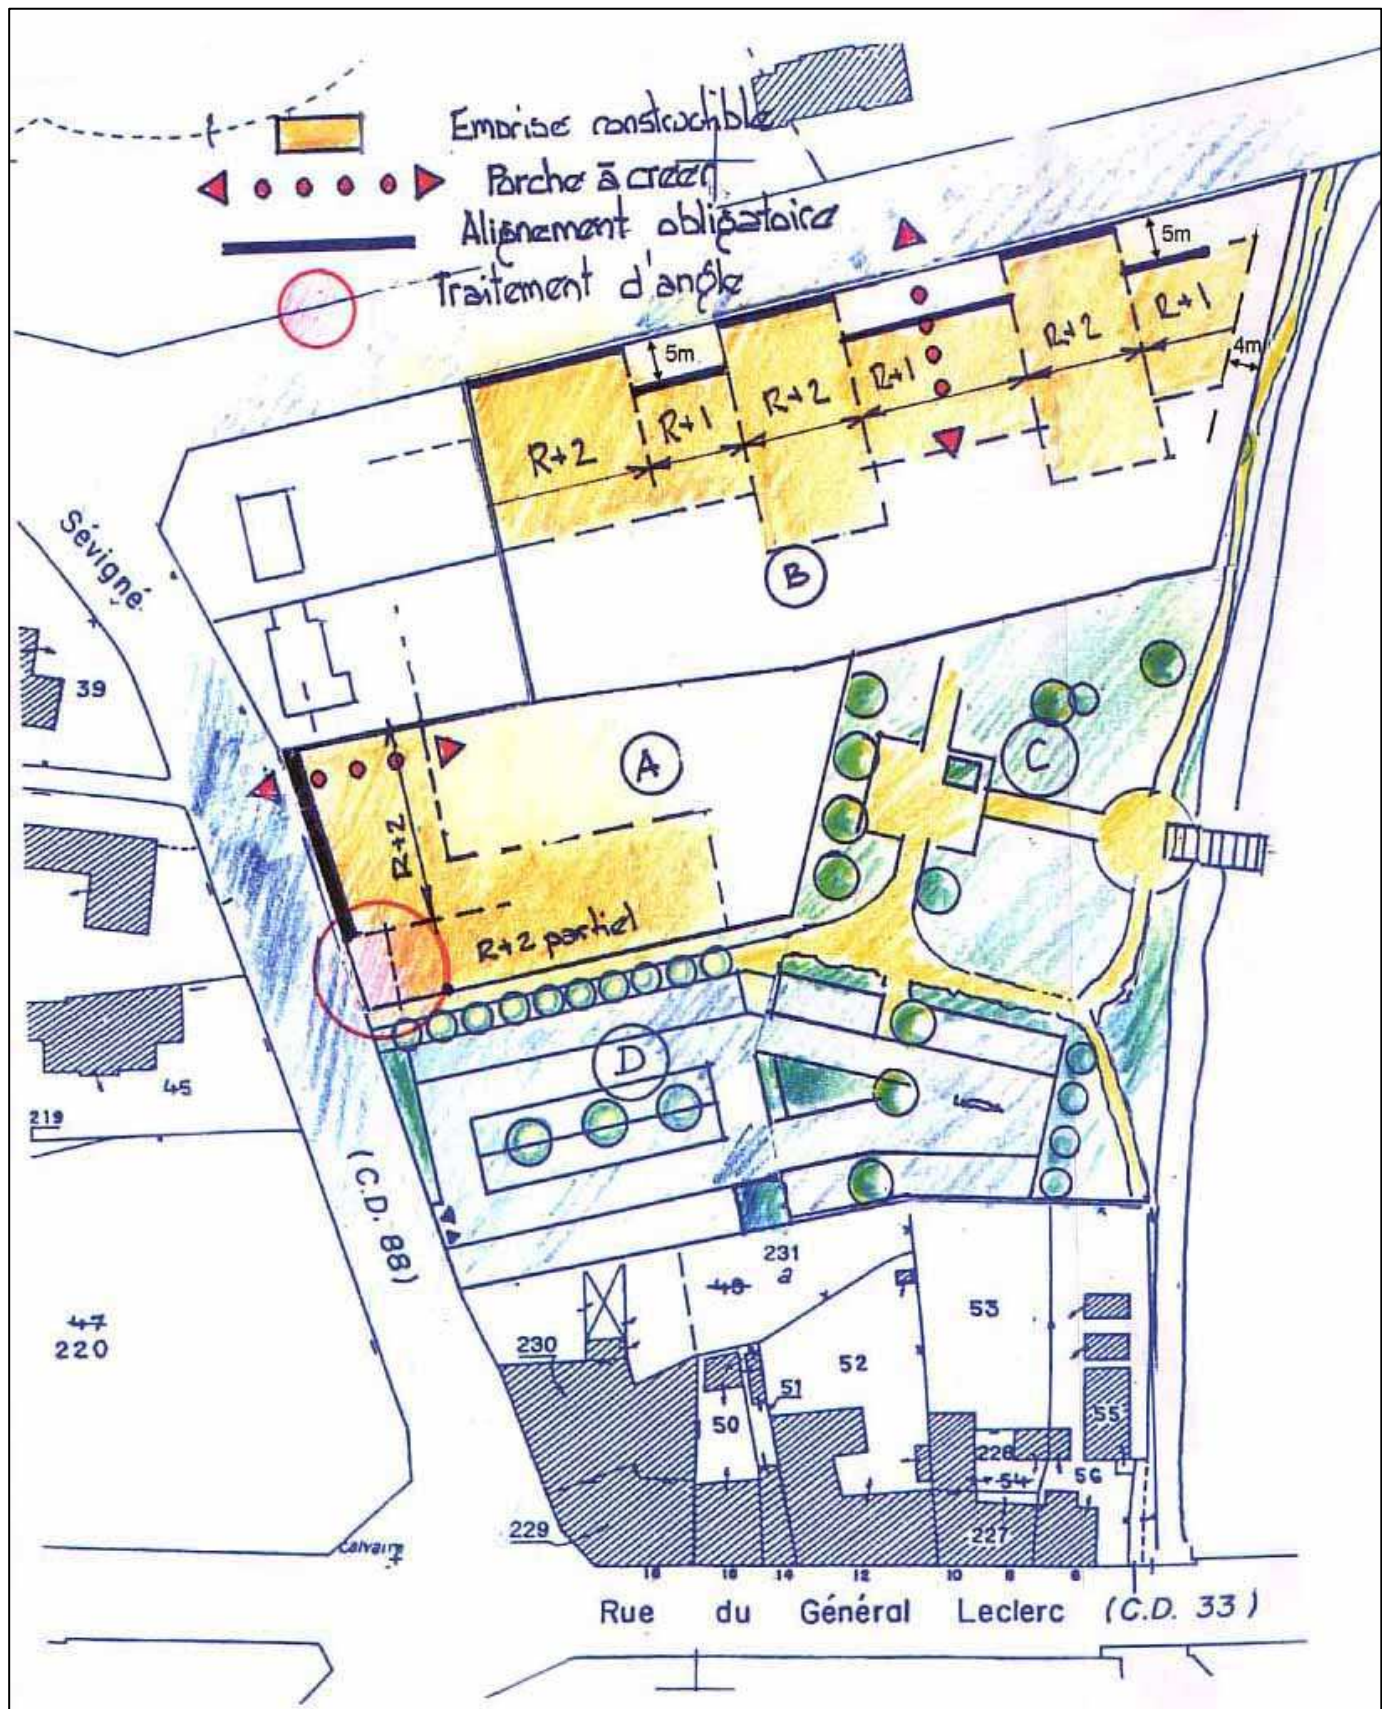 Emprise constructible
Porche à créer
Alignement obligatoire
Traitement d'angle
5m
R+1
R+2
4m
5m
R+1
R+2
R+1
R+2
B
Sévigné
39
A
C
R+2
R+2 partiel
D
45
219
(C.D. 88)
231
a
48
53
47
220
230
52
51
50
55
228
54
56
229
227
Calvaire
18 16 14 12 10 8 6
Rue du Général Leclerc (C.D. 33)